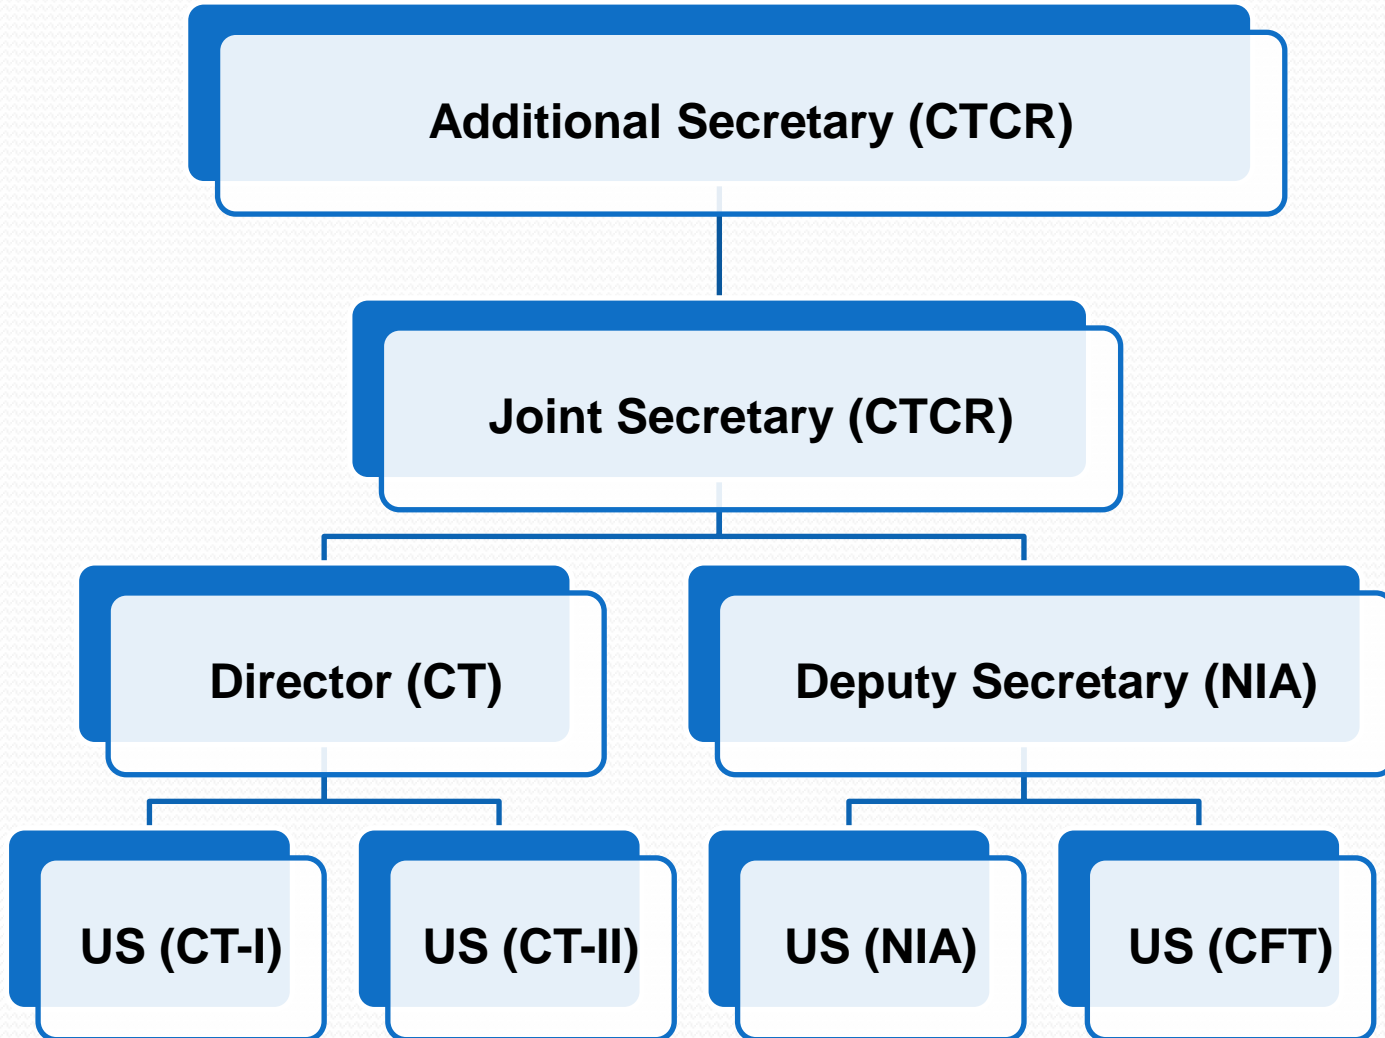 Additional Secretary (CTCR)
Joint Secretary (CTCR)
Director (CT)
Deputy Secretary (NIA)
US (CT-I)
US (CT-II)
US (NIA)
US (CFT)